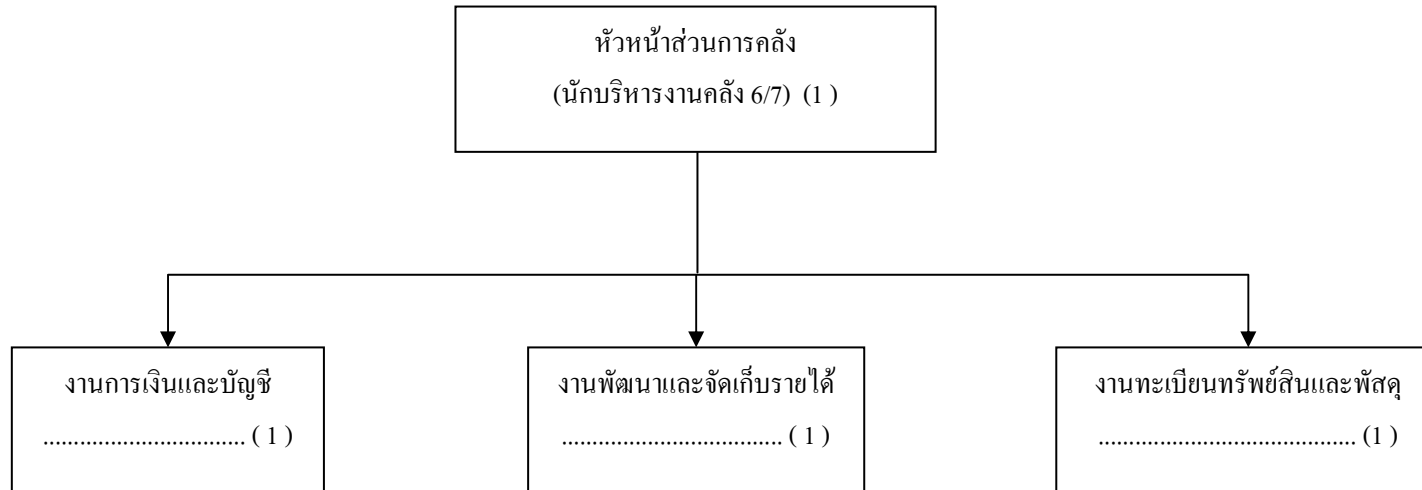 หัวหน้าส่วนการคลัง
(นักบริหารงานคลัง 6/7) (1 )
งานการเงินและบัญชี
.................................. ( 1 )
งานพัฒนาและจัดเก็บรายได้
..................................... ( 1 )
งานทะเบียนทรัพย์สินและพัสดุ
........................................... (1 )